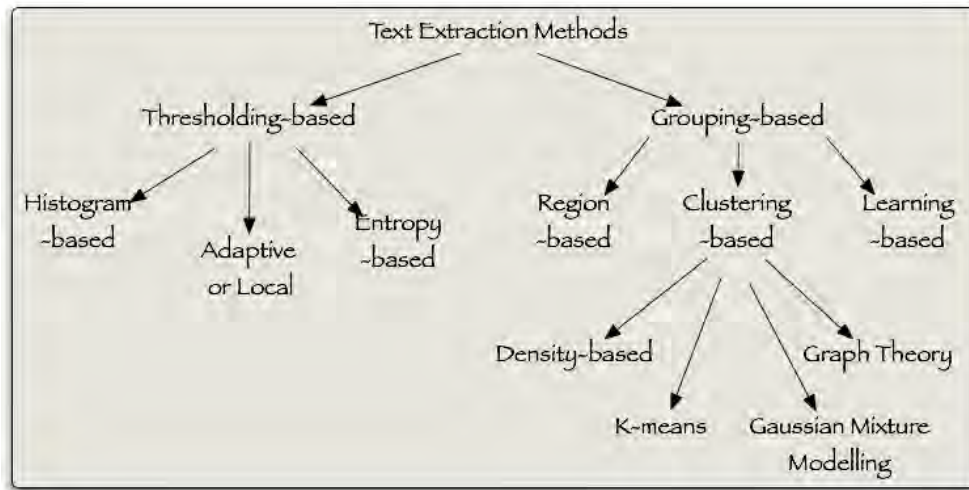 Text Extraction Methods
Thresholding-based
Grouping-based
Histogram
-based
Adaptive
or Local
Entropy
-based
Region
-based
Clustering
-based
Learning
-based
Density-based
Graph Theory
K-means
Gaussian Mixture
Modelling